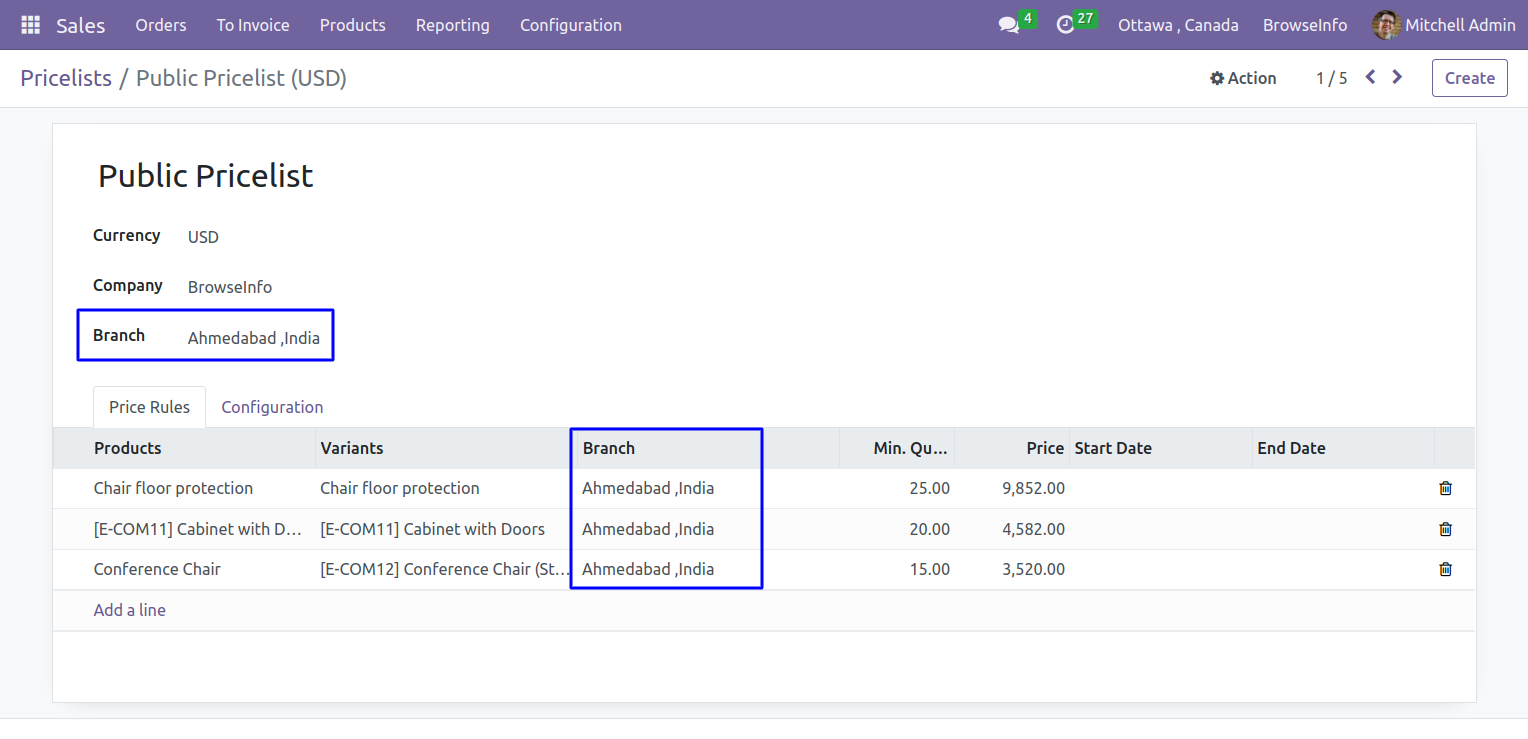 Sales Orders To Invoice Products Reporting Configuration 4 27 Ottawa , Canada BrowseInfo Mitchell Admin
Pricelists / Public Pricelist (USD) Action 1 / 5 Create
Public Pricelist
Currency USD
Company BrowseInfo
Branch Ahmedabad ,India
Price Rules Configuration
Products Variants Branch Min. Qu... Price Start Date End Date
Chair floor protection Chair floor protection Ahmedabad ,India 25.00 9,852.00
[E-COM11] Cabinet with D... [E-COM11] Cabinet with Doors Ahmedabad ,India 20.00 4,582.00
Conference Chair [E-COM12] Conference Chair (St... Ahmedabad ,India 15.00 3,520.00
Add a line